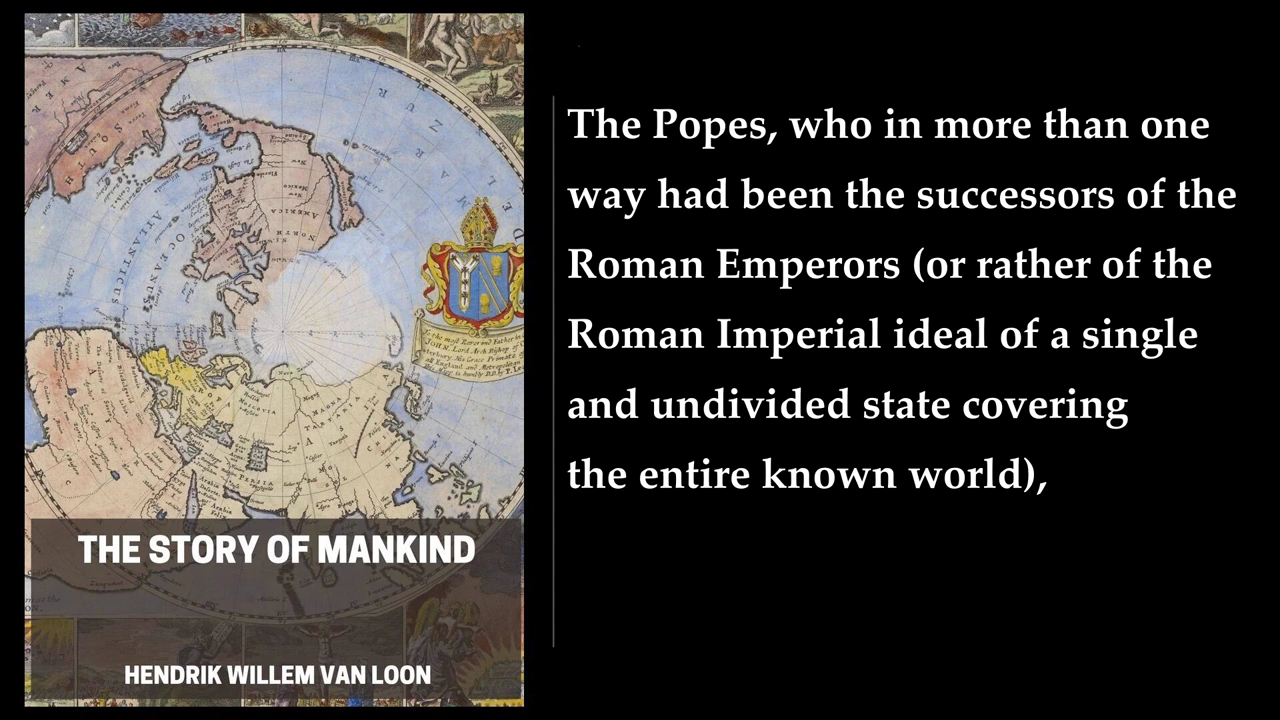 THE STORY OF MANKIND
HENDRIK WILLEM VAN LOON
The Popes, who in more than one
way had been the successors of the
Roman Emperors (or rather of the
Roman Imperial ideal of a single
and undivided state covering
the entire known world),